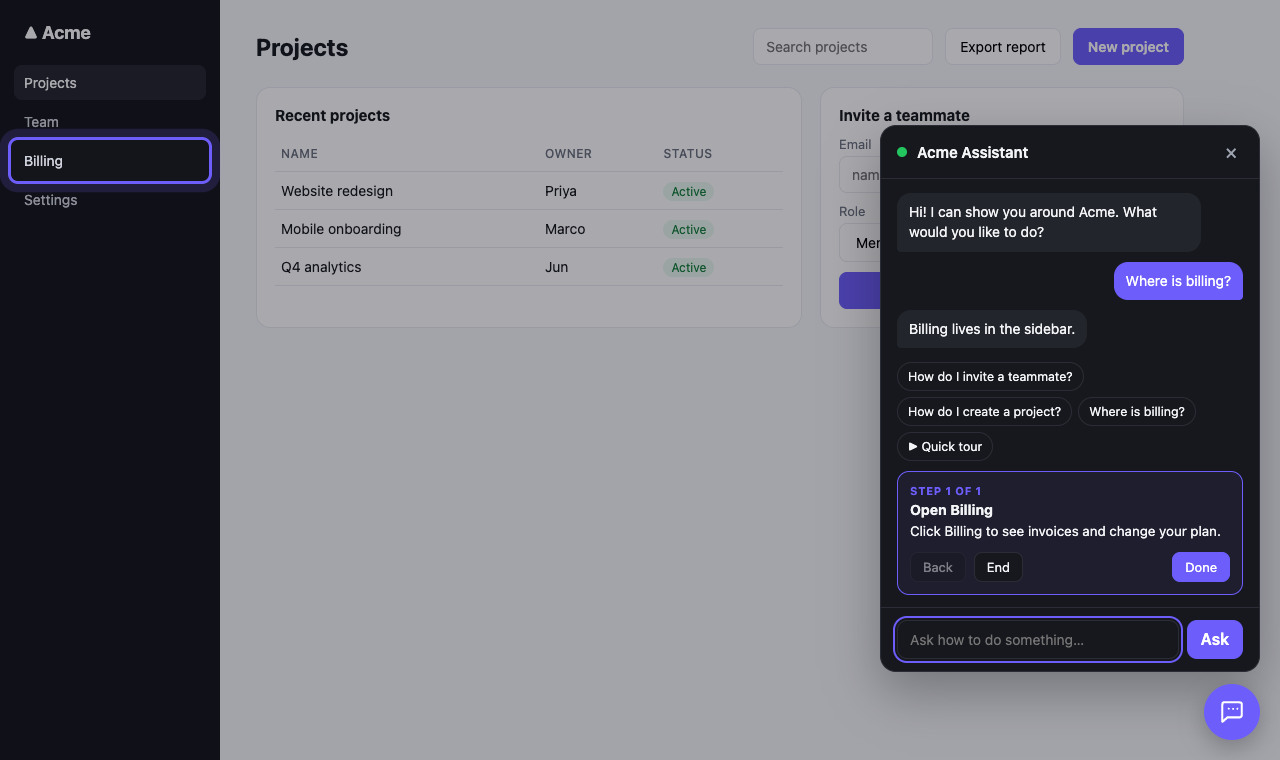 Acme
Projects
Team
Billing
Settings
Projects
Search projects
Export report
New project
Recent projects
NAME OWNER STATUS
Website redesign Priya Active
Mobile onboarding Marco Active
Q4 analytics Jun Active
Invite a teammate
Email
Role
Acme Assistant
Hi! I can show you around Acme. What
would you like to do?
Where is billing?
Billing lives in the sidebar.
How do I invite a teammate?
How do I create a project?
Where is billing?
Quick tour
STEP 1 OF 1
Open Billing
Click Billing to see invoices and change your plan.
Back
End
Done
Ask how to do something...
Ask